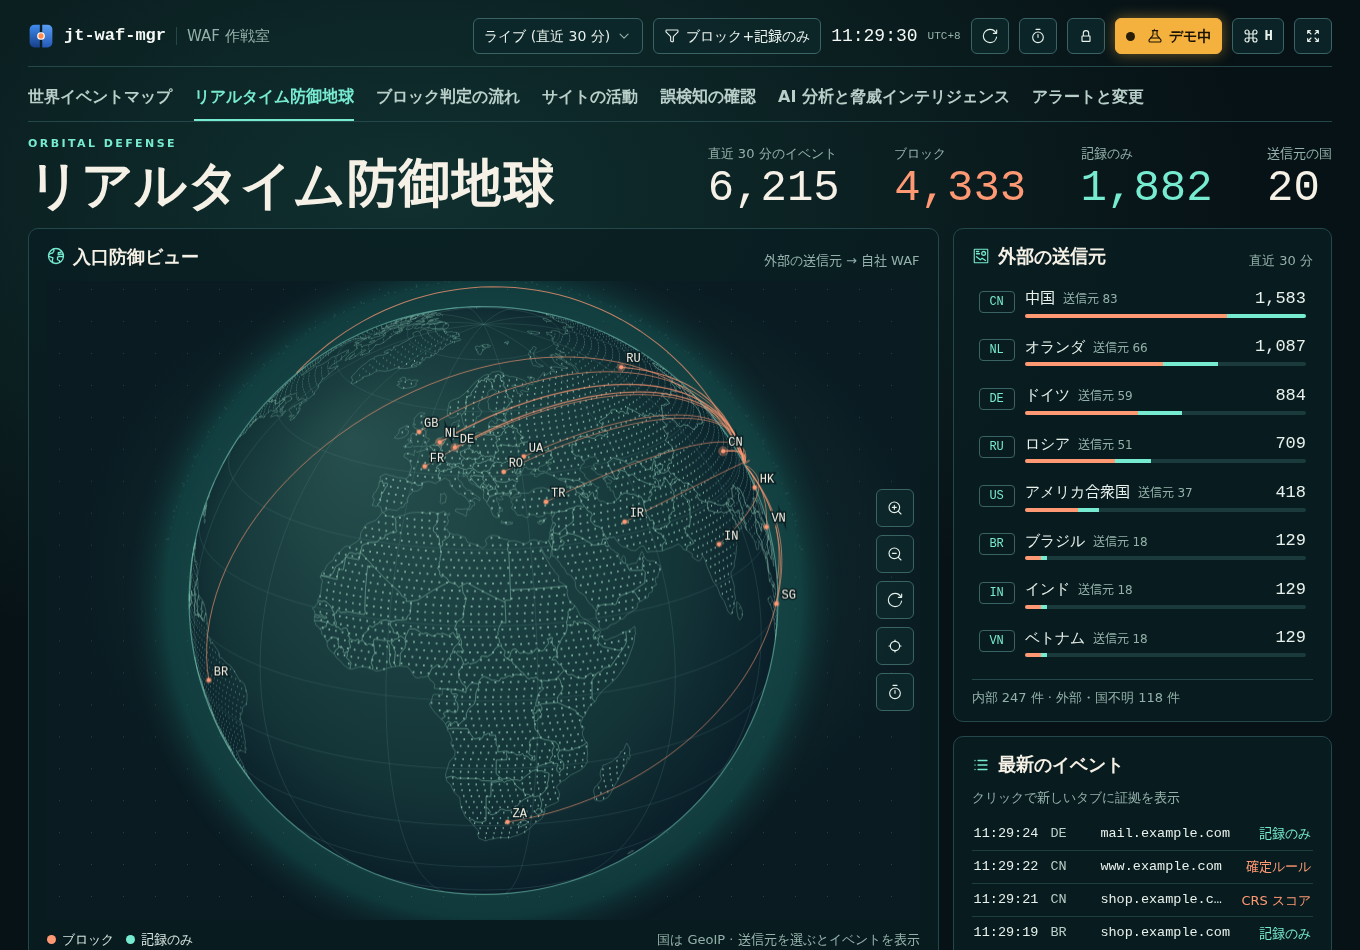 jt-waf-mgr WAF 作戦室 ライブ (直近 30 分) ブロック+記録のみ 11:29:30 UTC+8 デモ中 ⌘ H
世界イベントマップ リアルタイム防御地球 ブロック判定の流れ サイトの活動 誤検知の確認 AI 分析と脅威インテリジェンス アラートと変更
ORBITAL DEFENSE
リアルタイム防御地球
直近 30 分のイベント ブロック 記録のみ 送信元の国
6,215 4,333 1,882 20
入口防御ビュー 外部の送信元 → 自社 WAF
RU
GB
NL
DE
CN
UA
FR
RO
HK
TR
IR
VN
IN
SG
BR
ZA
ブロック 記録のみ 国は GeoIP · 送信元を選ぶとイベントを表示
外部の送信元 直近 30 分
CN 中国 送信元 83 1,583
NL オランダ 送信元 66 1,087
DE ドイツ 送信元 59 884
RU ロシア 送信元 51 709
US アメリカ合衆国 送信元 37 418
BR ブラジル 送信元 18 129
IN インド 送信元 18 129
VN ベトナム 送信元 18 129
内部 247 件 · 外部・国不明 118 件
最新のイベント
クリックで新しいタブに証拠を表示
11:29:24 DE mail.example.com 記録のみ
11:29:22 CN www.example.com 確定ルール
11:29:21 CN shop.example.c… CRS スコア
11:29:19 BR shop.example.com 記録のみ